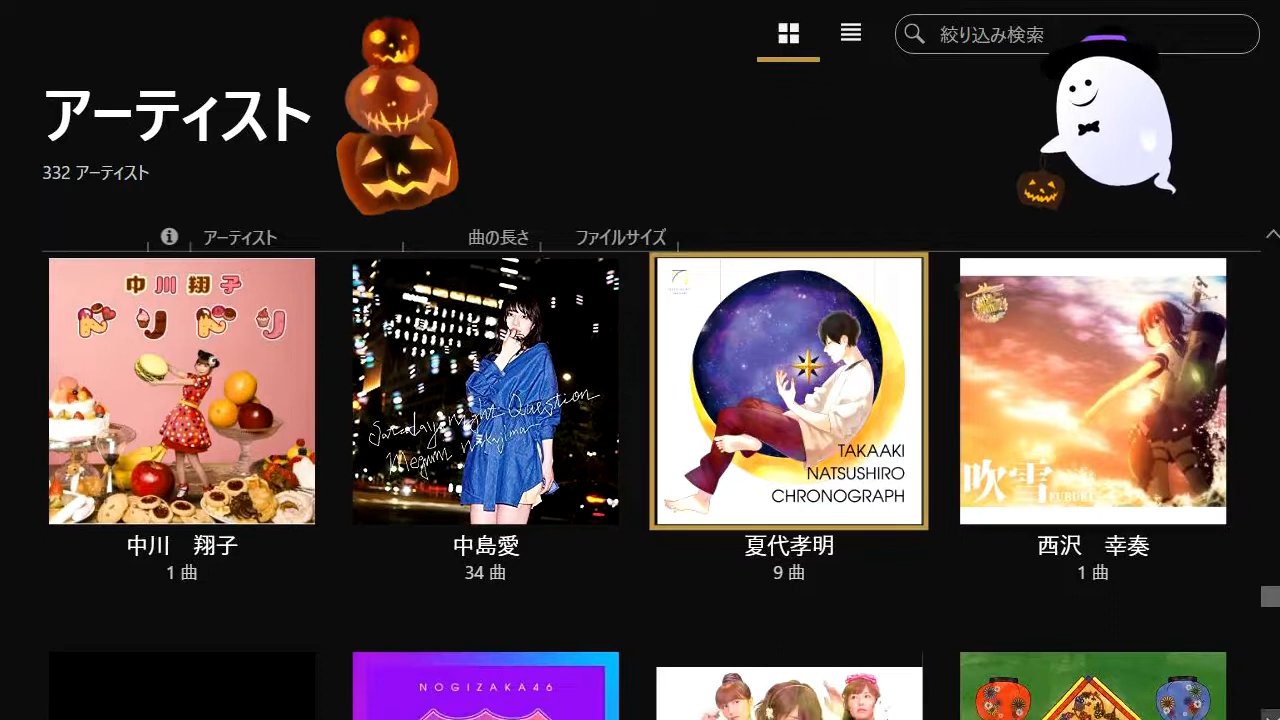 絞り込み検索
アーティスト
332 アーティスト
アーティスト
曲の長さ
ファイルサイズ
中川翔子
ドリドリ
Saturday night Question
Megumi Nakajima
TAKAAKI
NATSUSHIRO
CHRONOGRAPH
吹雪
FUBUKI
中川　翔子
中島愛
夏代孝明
西沢　幸奏
1 曲
34 曲
9 曲
1 曲
NOGIZAKA46